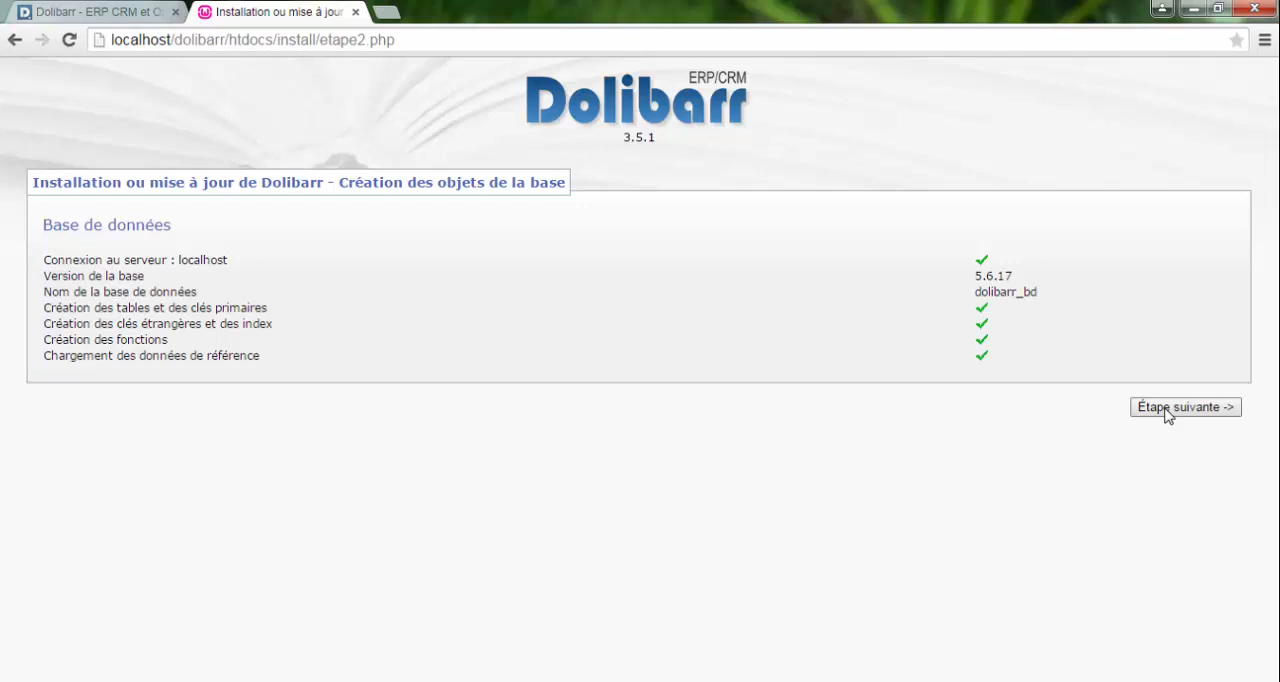 Dolibarr - ERP CRM et O
Installation ou mise à jour
localhost/dolibarr/htdocs/install/etape2.php
ERP/CRM
Dolibarr
3.5.1
Installation ou mise à jour de Dolibarr - Création des objets de la base
Base de données
Connexion au serveur : localhost
Version de la base 5.6.17
Nom de la base de données dolibarr_bd
Création des tables et des clés primaires
Création des clés étrangères et des index
Création des fonctions
Chargement des données de référence
Étape suivante ->